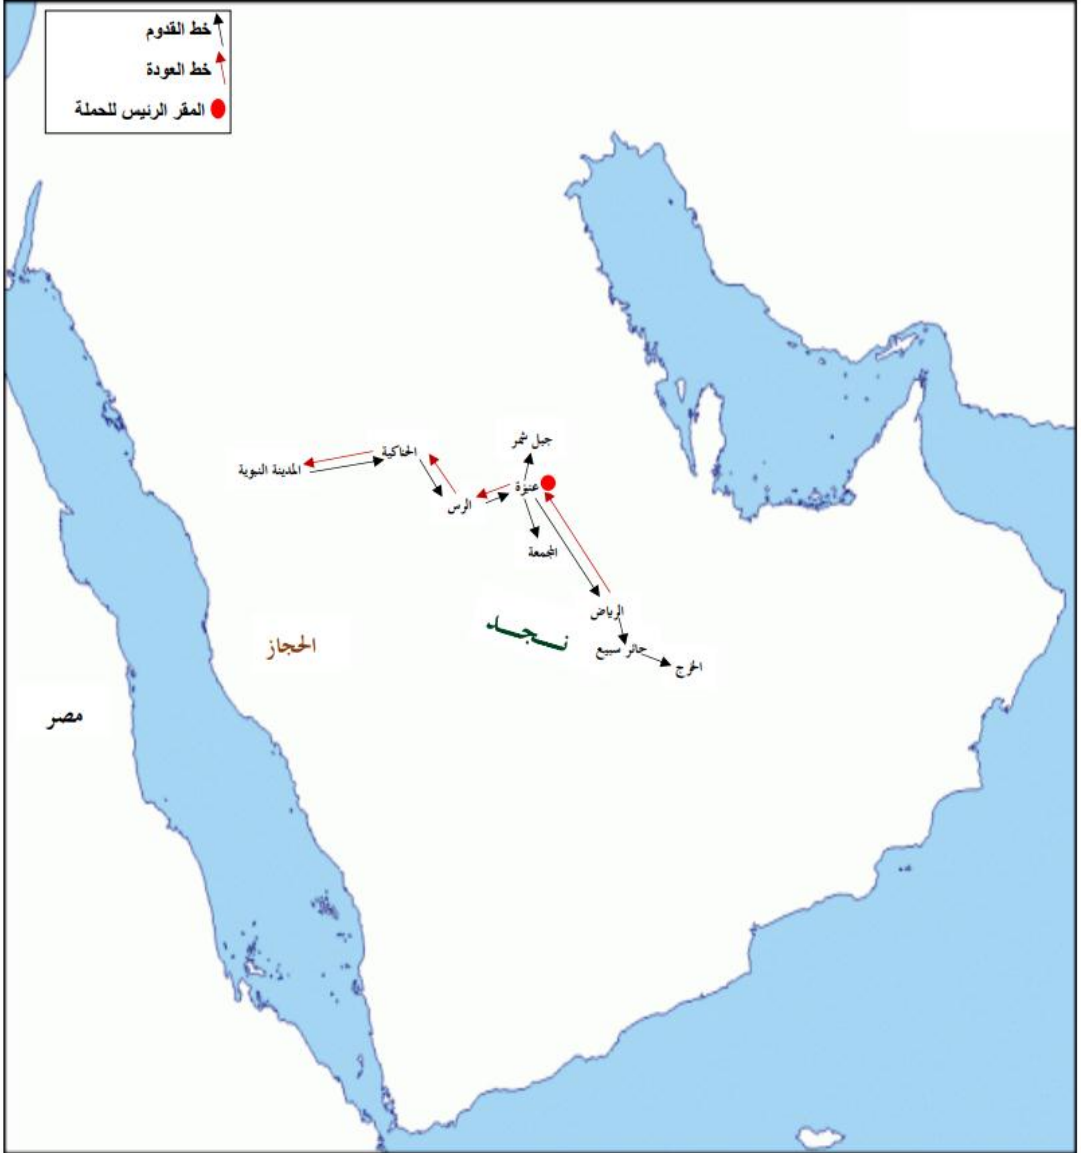 خط القدوم
خط العودة
المقر الرئيس للحملة
جبل شمر
الحناكية
المدينة النبوية
عنيزة
الرس
المجمعة
الرياض
نــجــد
الحجاز
حائر سبيع
الخرج
مصر